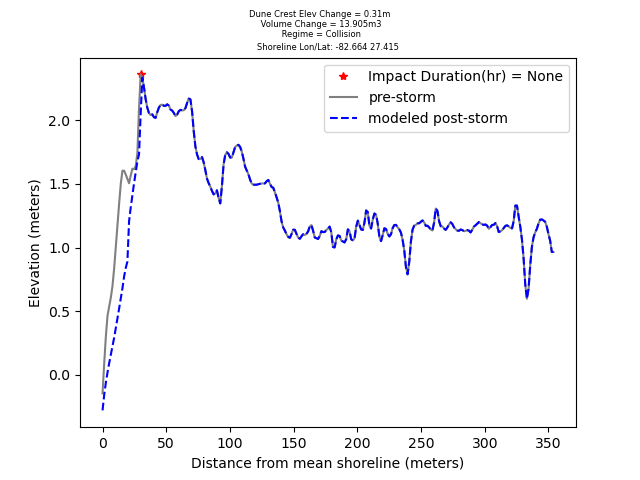 Dune Crest Elev Change = 0.31m
Volume Change = 13.905m3
Regime = Collision
Shoreline Lon/Lat: -82.664 27.415
Impact Duration(hr) = None
pre-storm
modeled post-storm
Elevation (meters)
2.0
1.5
1.0
0.5
0.0
0 50 100 150 200 250 300 350
Distance from mean shoreline (meters)